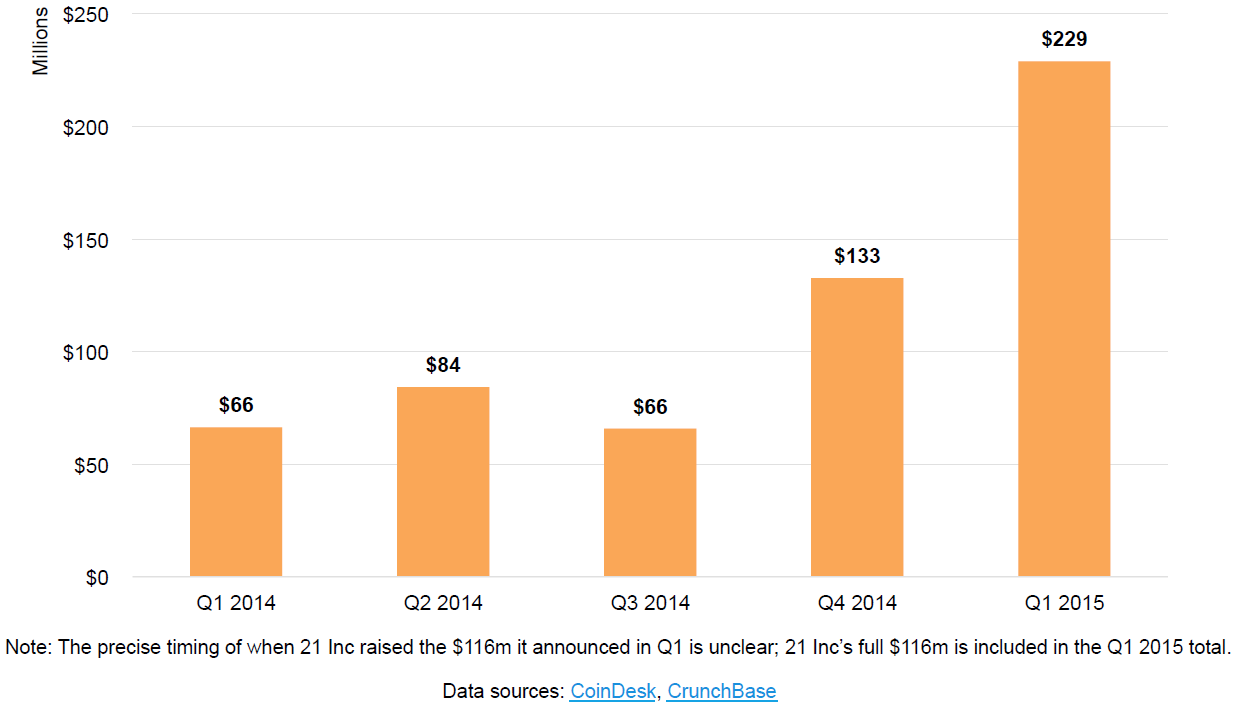 Millions
$250
$200
$150
$100
$50
$0
$66
$84
$66
$133
$229
Q1 2014
Q2 2014
Q3 2014
Q4 2014
Q1 2015
Note: The precise timing of when 21 Inc raised the $116m it announced in Q1 is unclear; 21 Inc’s full $116m is included in the Q1 2015 total.
Data sources: CoinDesk, CrunchBase